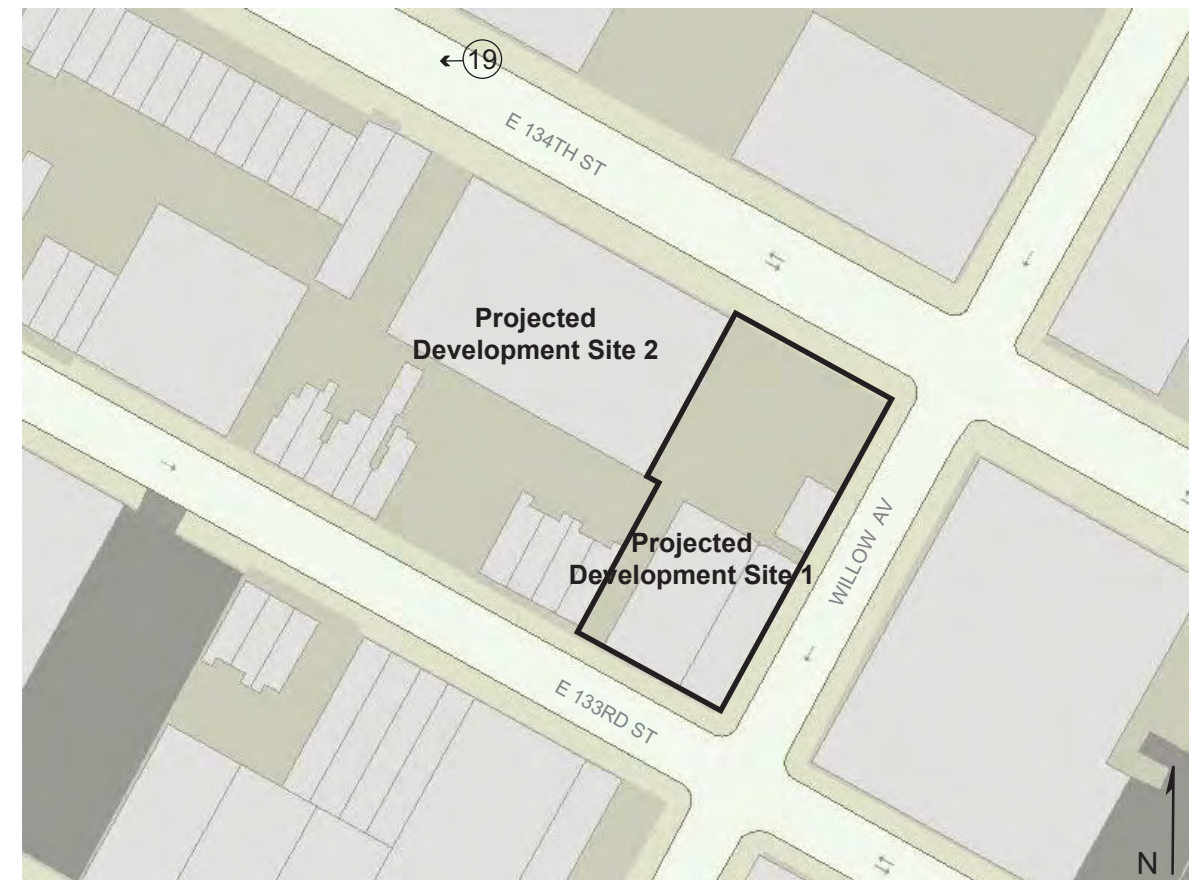 19
E 134TH ST
Projected
Development Site 2
Projected
Development Site 1
WILLOW AV
E 133RD ST
N